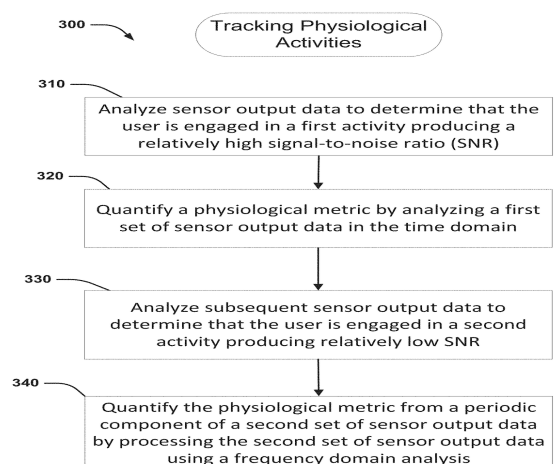 300
Tracking Physiological
Activities
310
Analyze sensor output data to determine that the
user is engaged in a first activity producing a
relatively high signal-to-noise ratio (SNR)
320
Quantify a physiological metric by analyzing a first
set of sensor output data in the time domain
330
Analyze subsequent sensor output data to
determine that the user is engaged in a second
activity producing relatively low SNR
340
Quantify the physiological metric from a periodic
component of a second set of sensor output data
by processing the second set of sensor output data
using a frequency domain analysis